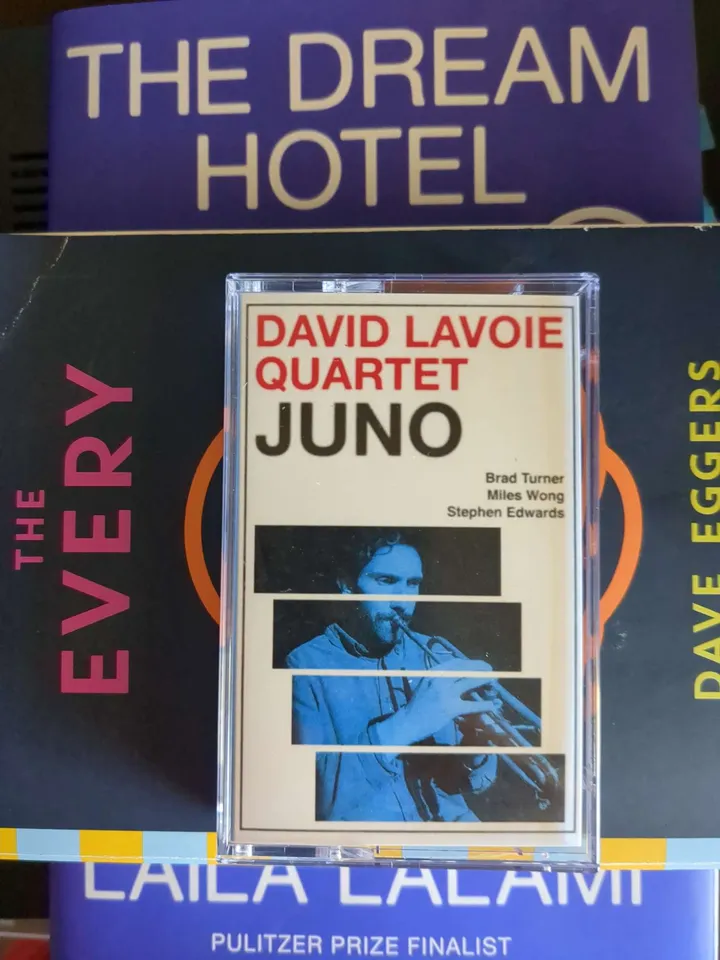 THE DREAM
HOTEL
THE
EVERY
DAVID LAVOIE
QUARTET
JUNO
Brad Turner
Miles Wong
Stephen Edwards
DAVE EGGERS
LAILA LALAMI
PULITZER PRIZE FINALIST